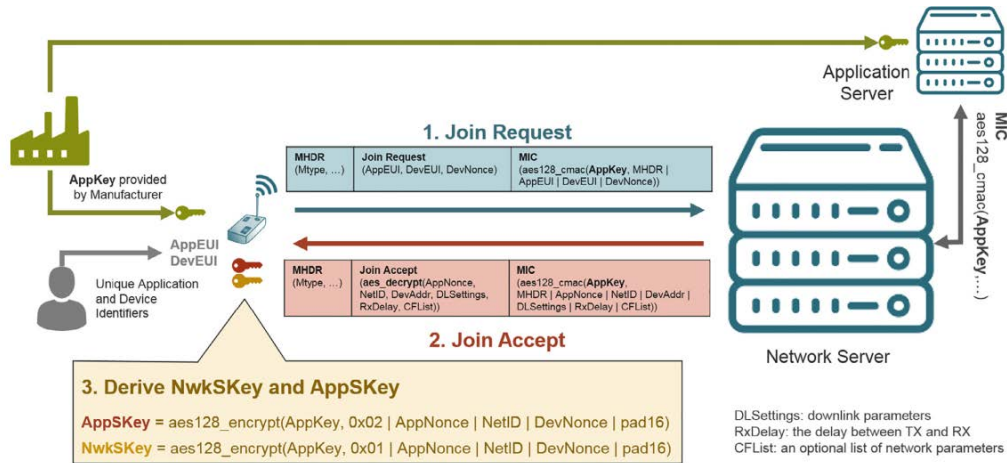 Application
Server
MIC
aes128_cmac(AppKey,...)
1. Join Request
MHDR
(Mtype, ...)
Join Request
(AppEUI, DevEUI, DevNonce)
MIC
(aes128_cmac(AppKey, MHDR |
AppEUI | DevEUI | DevNonce))
AppKey provided
by Manufacturer
AppEUI
DevEUI
Unique Application
and Device
Identifiers
MHDR
(Mtype, ...)
Join Accept
(aes_decrypt(AppNonce,
NetID, DevAddr, DLSettings,
RxDelay, CFList))
MIC
(aes128_cmac(AppKey,
MHDR | AppNonce | NetID | DevAddr |
DLSettings | RxDelay | CFList))
2. Join Accept
Network Server
3. Derive NwkSKey and AppSKey
AppSKey = aes128_encrypt(AppKey, 0x02 | AppNonce | NetID | DevNonce | pad16)
NwkSKey = aes128_encrypt(AppKey, 0x01 | AppNonce | NetID | DevNonce | pad16)
DLSettings: downlink parameters
RxDelay: the delay between TX and RX
CFList: an optional list of network parameters